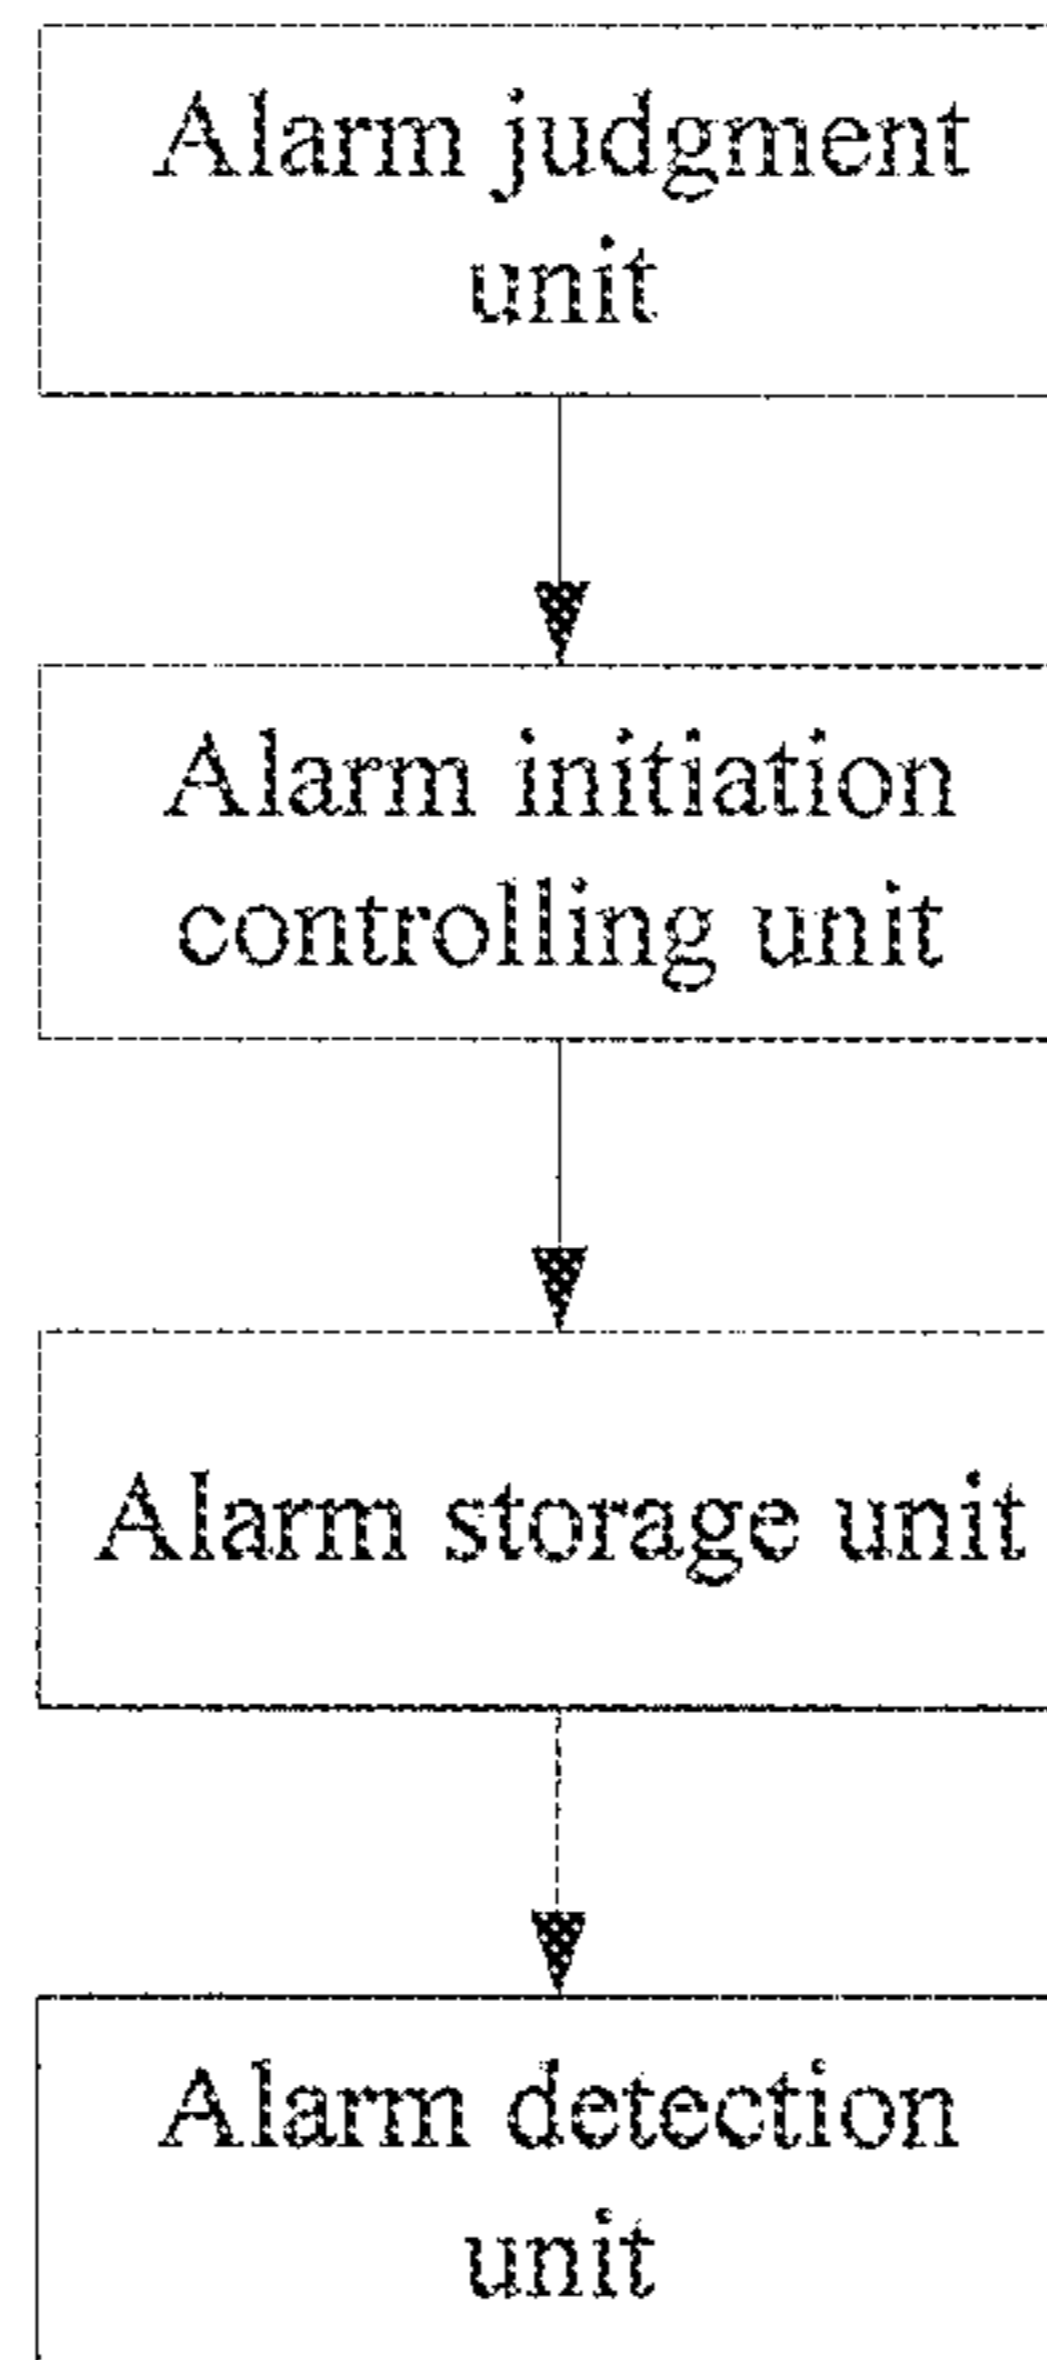 Alarm judgment
unit
Alarm initiation
controlling unit
Alarm storage unit
Alarm detection
unit